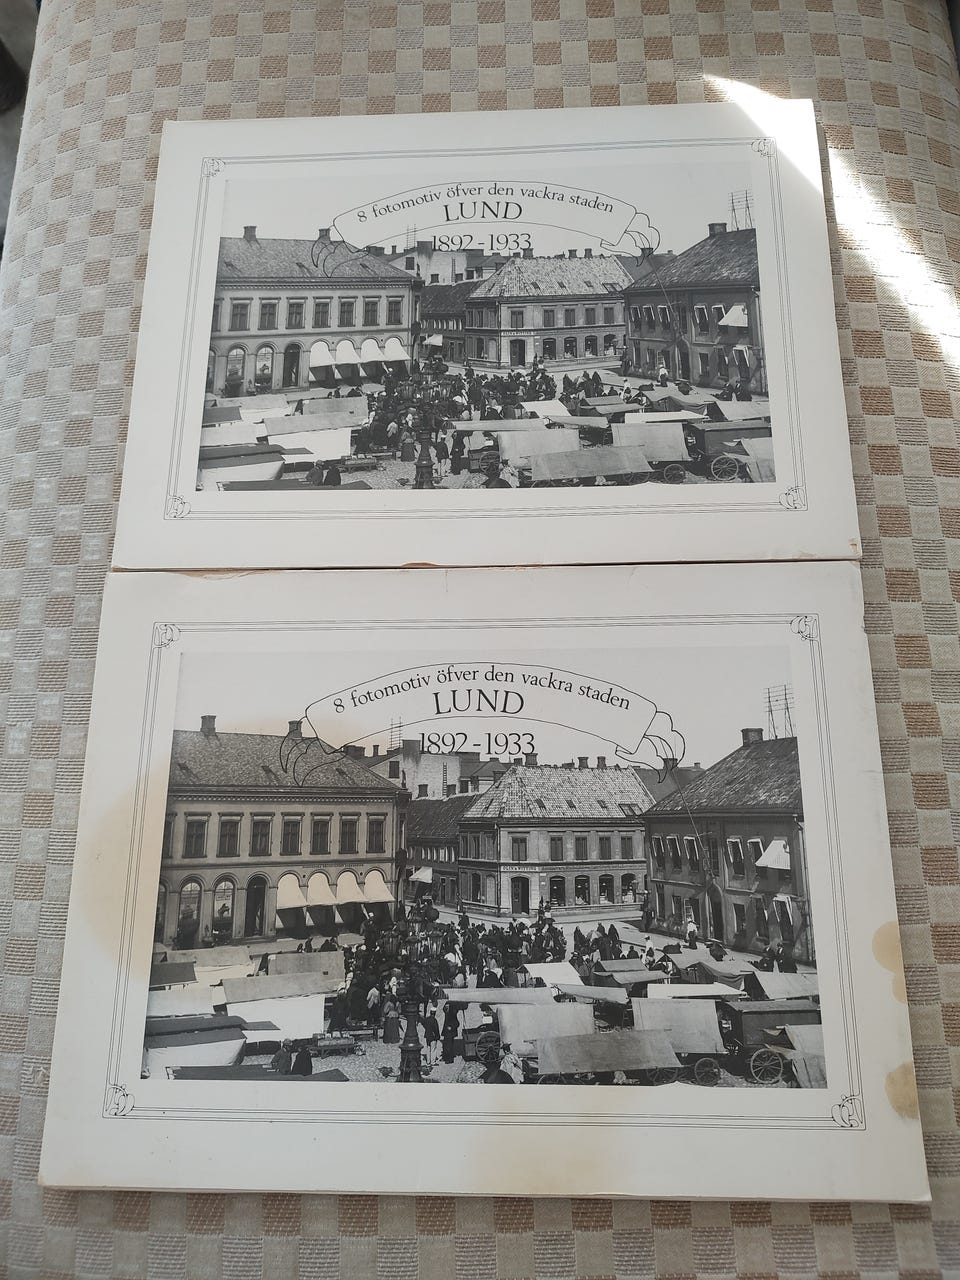 8 fotomotiv öfver den vackra staden
LUND
1892-1933
8 fotomotiv öfver den vackra staden
LUND
1892-1933